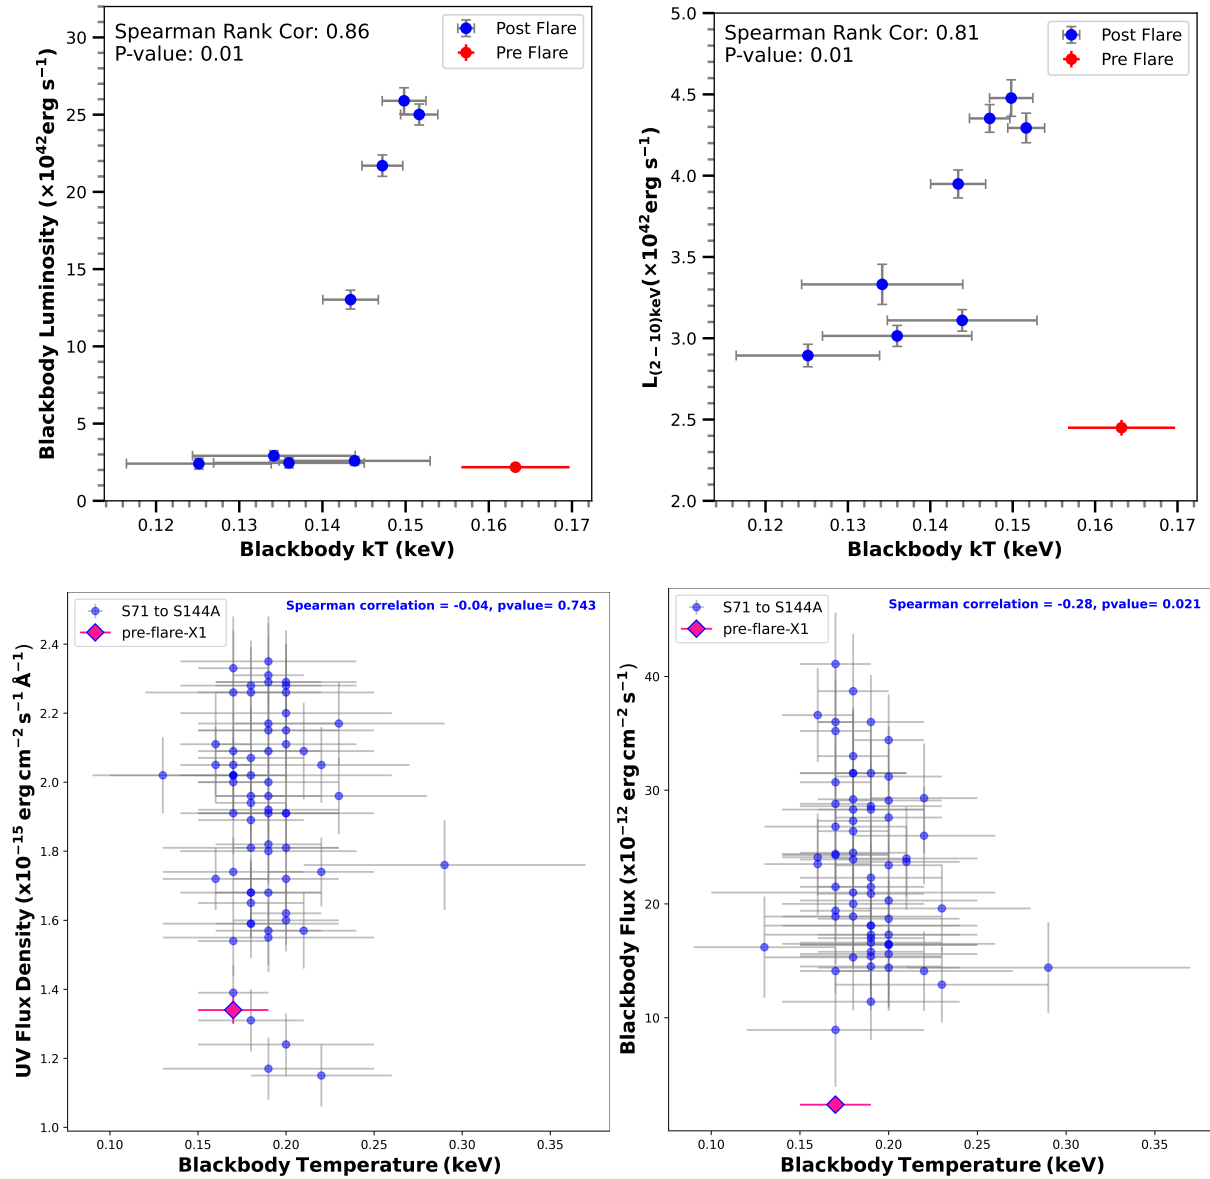 Spearman Rank Cor: 0.86
P-value: 0.01
Post Flare
Pre Flare
30
25
20
15
10
5
0
Blackbody Luminosity (×10⁴²erg s⁻¹)
0.12 0.13 0.14 0.15 0.16 0.17
Blackbody kT (keV)
Spearman Rank Cor: 0.81
P-value: 0.01
Post Flare
Pre Flare
5.0
4.5
4.0
3.5
3.0
2.5
2.0
L₍₂₋₁₀₎keV(×10⁴²erg s⁻¹)
0.12 0.13 0.14 0.15 0.16 0.17
Blackbody kT (keV)
S71 to S144A
pre-flare-X1
Spearman correlation = -0.04, pvalue= 0.743
2.4
2.2
2.0
1.8
1.6
1.4
1.2
1.0
UV Flux Density (x10⁻¹⁵ erg cm⁻² s⁻¹ Å⁻¹)
0.10 0.15 0.20 0.25 0.30 0.35
Blackbody Temperature (keV)
S71 to S144A
pre-flare-X1
Spearman correlation = -0.28, pvalue= 0.021
40
30
20
10
Blackbody Flux (x10⁻¹² erg cm⁻² s⁻¹)
0.10 0.15 0.20 0.25 0.30 0.35
Blackbody Temperature (keV)